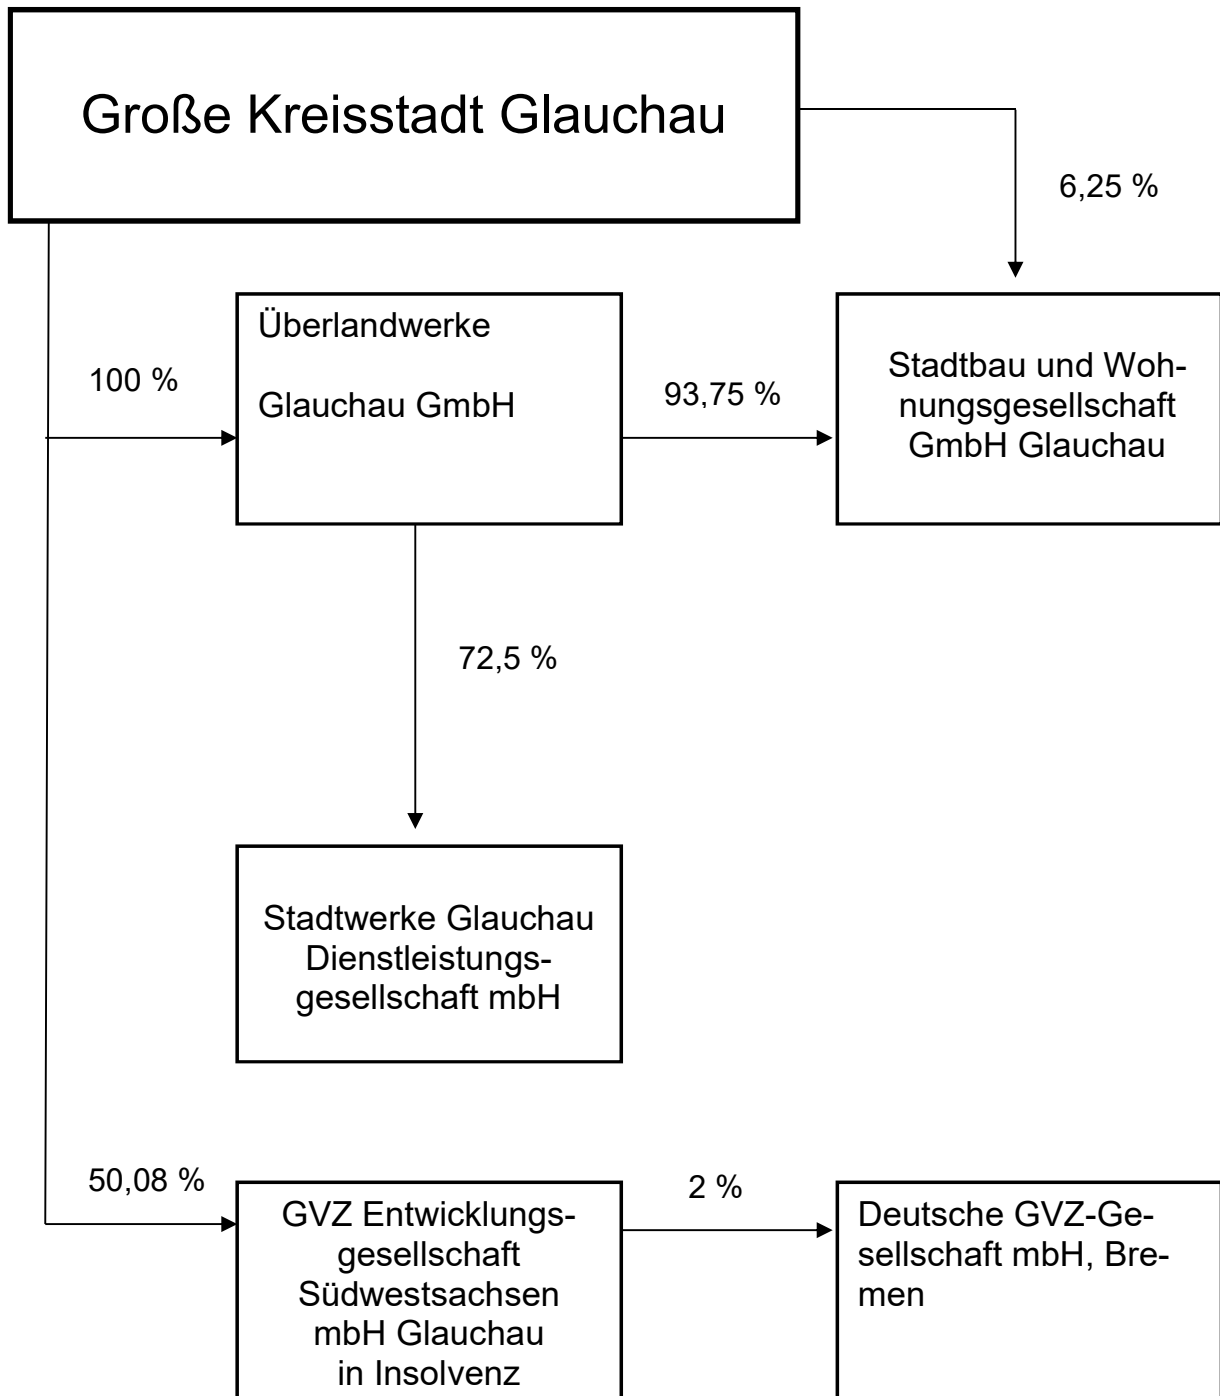 Große Kreisstadt Glauchau
6,25 %
Überlandwerke
Glauchau GmbH
100 %
93,75 %
Stadtbau und Woh-
nungsgesellschaft
GmbH Glauchau
72,5 %
Stadtwerke Glauchau
Dienstleistungs-
gesellschaft mbH
50,08 %
GVZ Entwicklungs-
gesellschaft
Südwestsachsen
mbH Glauchau
in Insolvenz
2 %
Deutsche GVZ-Ge-
sellschaft mbH, Bre-
men